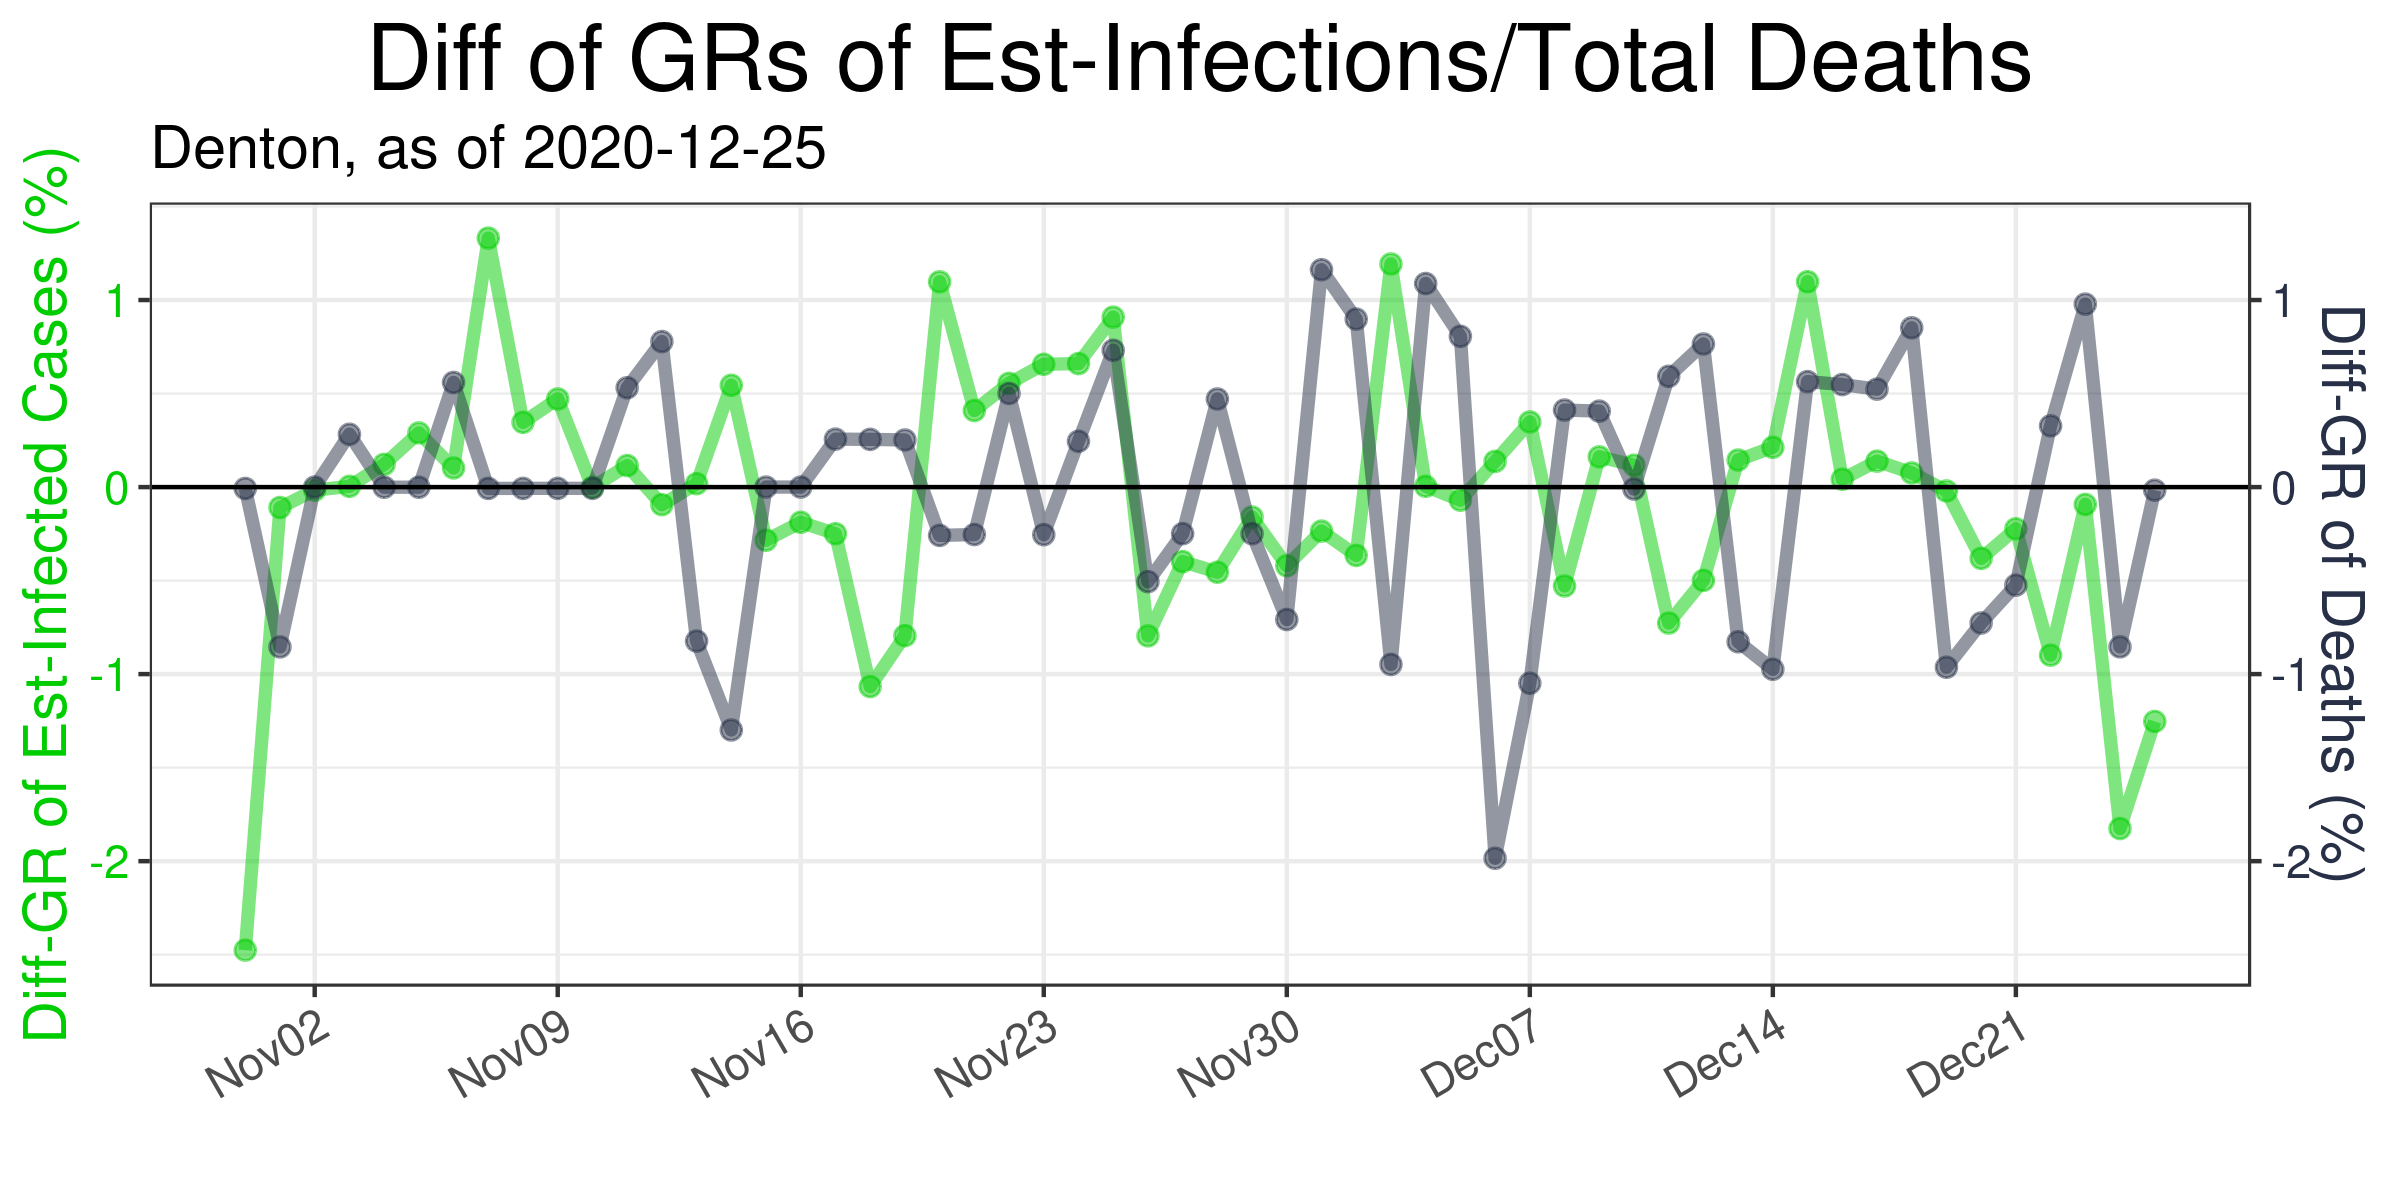 Diff of GRs of Est-Infections/Total Deaths
Denton, as of 2020-12-25
Diff-GR of Est-Infected Cases (%)
1
0
-1
-2
1
0
-1
-2
Diff-GR of Deaths (%)
Nov02
Nov09
Nov16
Nov23
Nov30
Dec07
Dec14
Dec21